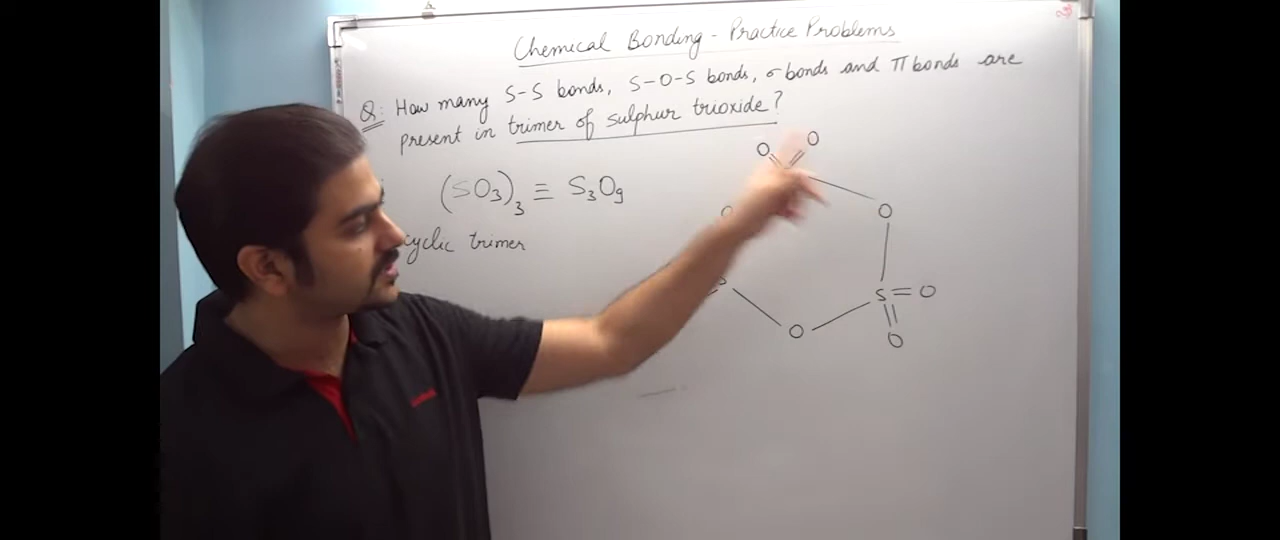 Chemical Bonding - Practice Problems
Q: How many S-S bonds, S-O-S bonds, σ bonds and π bonds are
present in trimer of sulphur trioxide?
(SO₃)₃ ≡ S₃O₉
cyclic trimer
O O
O O
S = O
O O